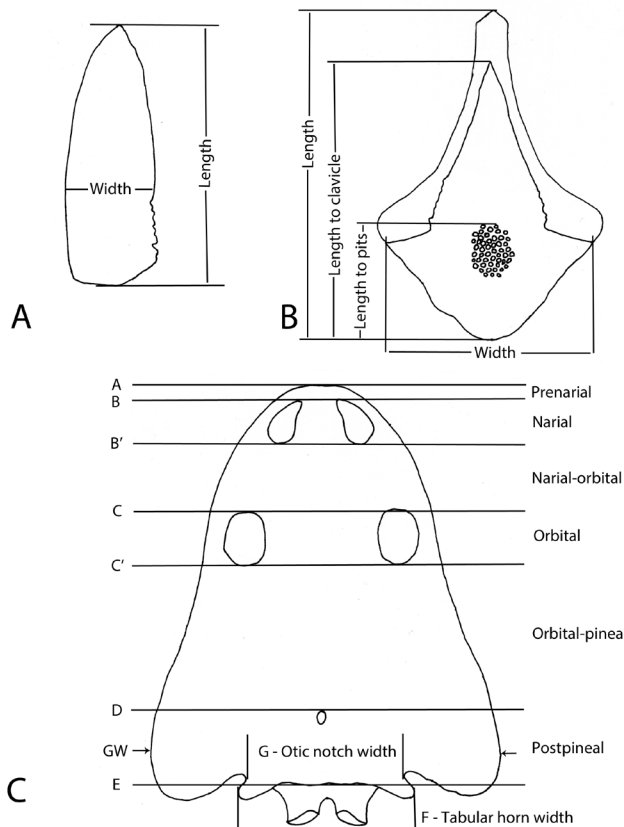 Width
Length
A
Length
Length to clavicle
Length to pits
B
Width
A
Prenarial
B
Narial
B'
Narial-orbital
C
Orbital
C'
Orbital-pinea
D
GW
G - Otic notch width
Postpineal
E
C
F - Tabular horn width